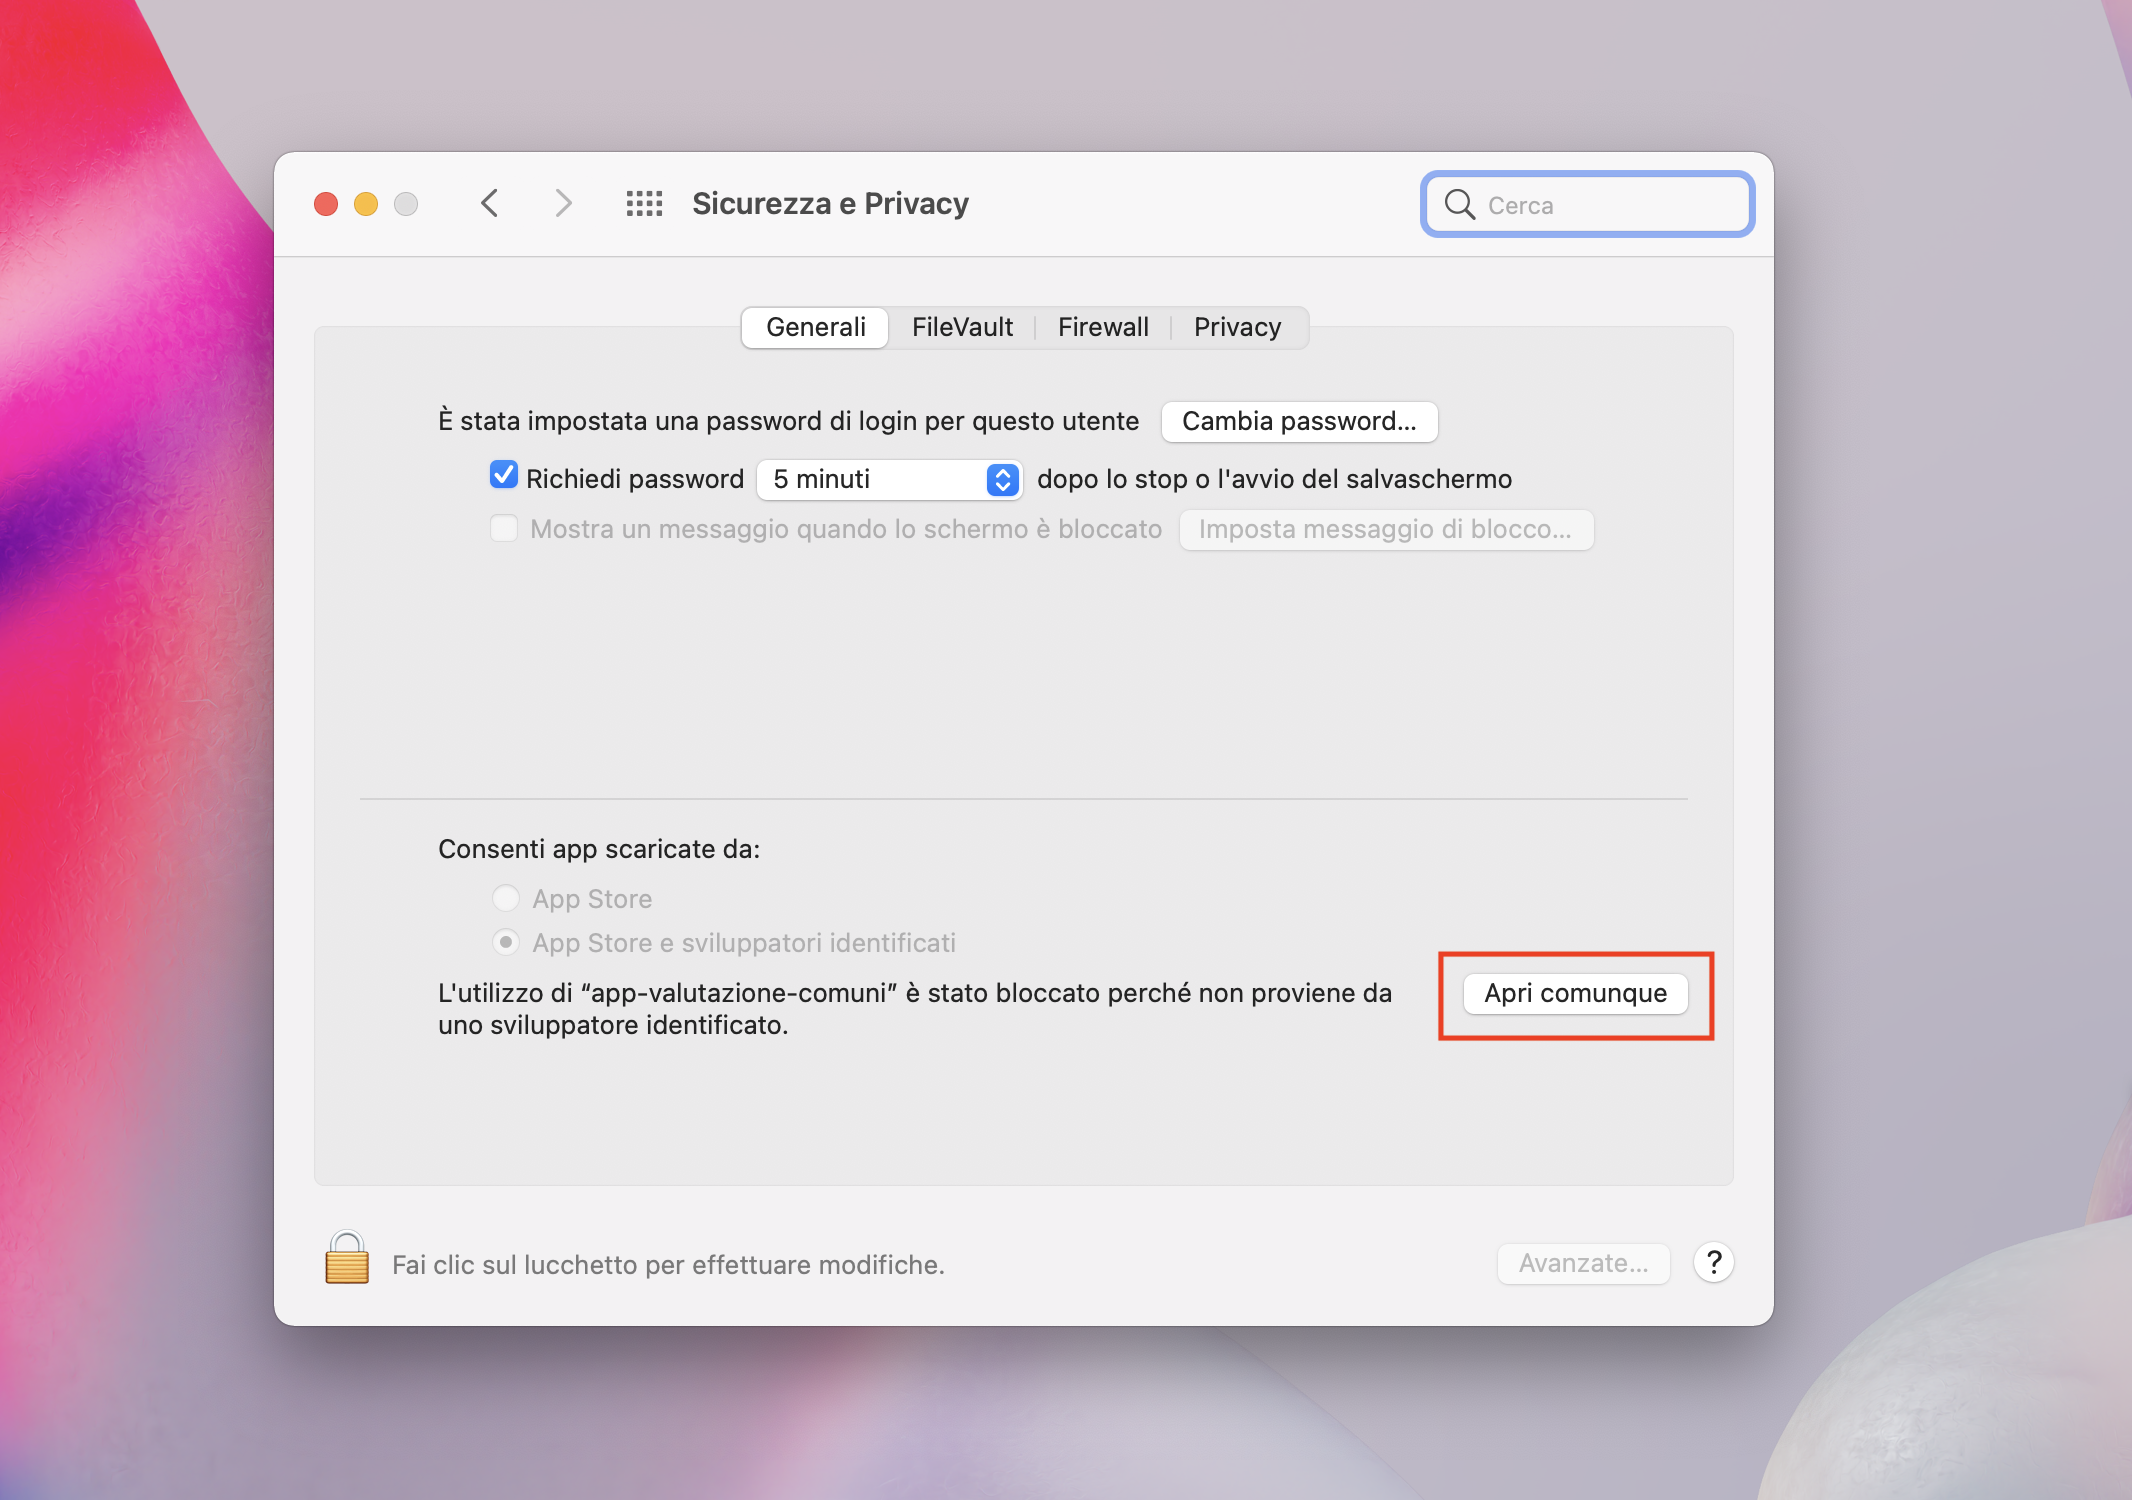 Sicurezza e Privacy
Cerca
Generali FileVault Firewall Privacy
È stata impostata una password di login per questo utente Cambia password...
Richiedi password 5 minuti dopo lo stop o l'avvio del salvaschermo
Mostra un messaggio quando lo schermo è bloccato Imposta messaggio di blocco...
Consenti app scaricate da:
App Store
App Store e sviluppatori identificati
L'utilizzo di “app-valutazione-comuni” è stato bloccato perché non proviene da
uno sviluppatore identificato.
Apri comunque
Fai clic sul lucchetto per effettuare modifiche.
Avanzate... ?